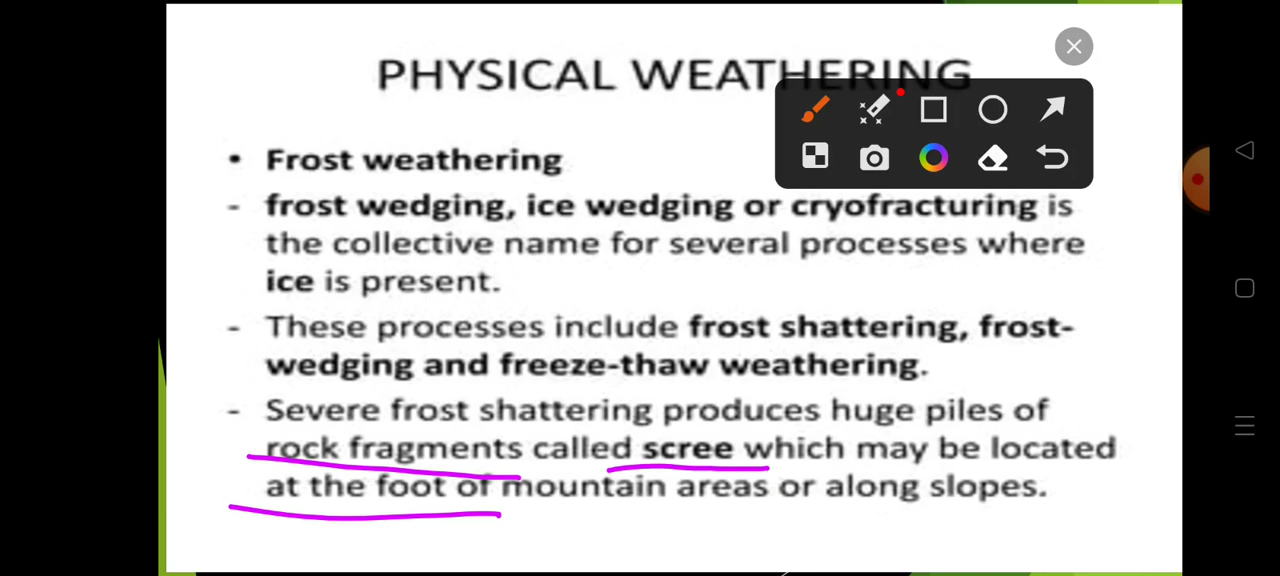 PHYSICAL WEATHERING
• Frost weathering
- frost wedging, ice wedging or cryofracturing is
the collective name for several processes where
ice is present.
- These processes include frost shattering, frost-
wedging and freeze-thaw weathering.
- Severe frost shattering produces huge piles of
rock fragments called scree which may be located
at the foot of mountain areas or along slopes.